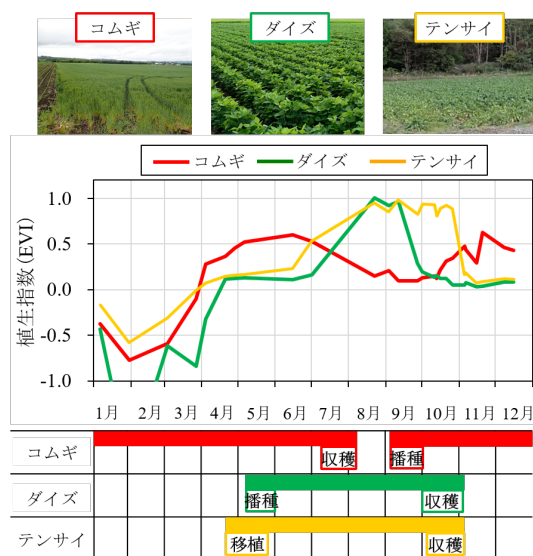 コムギ
ダイズ
テンサイ
コムギ ダイズ テンサイ
植生指数 (EVI)
1.0
0.5
0.0
-0.5
-1.0
1月 2月 3月 4月 5月 6月 7月 8月 9月 10月 11月 12月
コムギ 収穫 播種
ダイズ 播種 収穫
テンサイ 移植 収穫